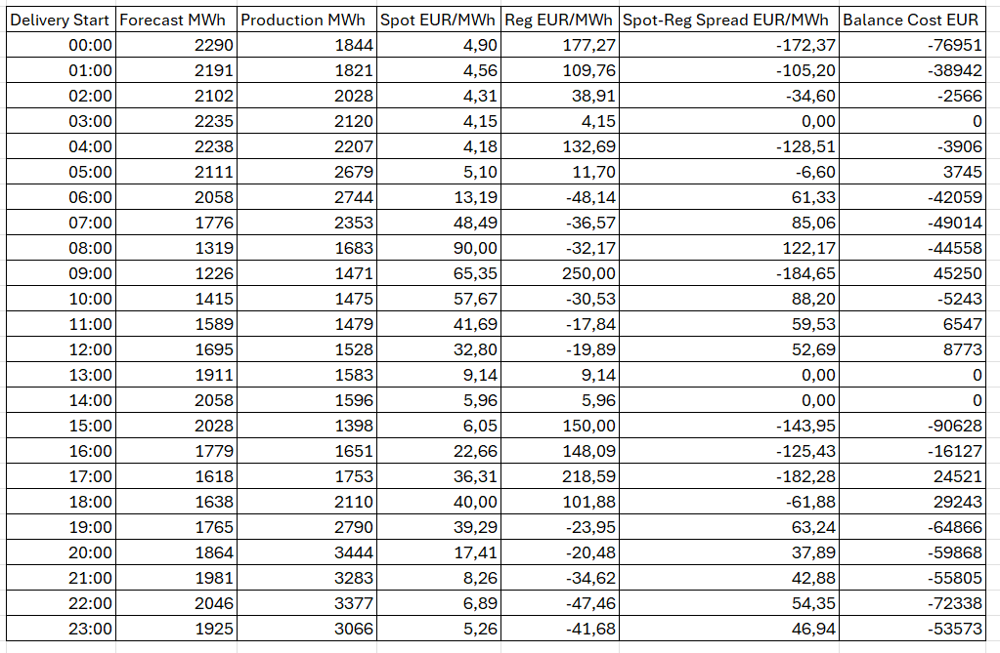 Delivery Start Forecast MWh Production MWh Spot EUR/MWh Reg EUR/MWh Spot-Reg Spread EUR/MWh Balance Cost EUR
00:00 2290 1844 4,90 177,27 -172,37 -76951
01:00 2191 1821 4,56 109,76 -105,20 -38942
02:00 2102 2028 4,31 38,91 -34,60 -2566
03:00 2235 2120 4,15 4,15 0,00 0
04:00 2238 2207 4,18 132,69 -128,51 -3906
05:00 2111 2679 5,10 11,70 -6,60 3745
06:00 2058 2744 13,19 -48,14 61,33 -42059
07:00 1776 2353 48,49 -36,57 85,06 -49014
08:00 1319 1683 90,00 -32,17 122,17 -44558
09:00 1226 1471 65,35 250,00 -184,65 45250
10:00 1415 1475 57,67 -30,53 88,20 -5243
11:00 1589 1479 41,69 -17,84 59,53 6547
12:00 1695 1528 32,80 -19,89 52,69 8773
13:00 1911 1583 9,14 9,14 0,00 0
14:00 2058 1596 5,96 5,96 0,00 0
15:00 2028 1398 6,05 150,00 -143,95 -90628
16:00 1779 1651 22,66 148,09 -125,43 -16127
17:00 1618 1753 36,31 218,59 -182,28 24521
18:00 1638 2110 40,00 101,88 -61,88 29243
19:00 1765 2790 39,29 -23,95 63,24 -64866
20:00 1864 3444 17,41 -20,48 37,89 -59868
21:00 1981 3283 8,26 -34,62 42,88 -55805
22:00 2046 3377 6,89 -47,46 54,35 -72338
23:00 1925 3066 5,26 -41,68 46,94 -53573